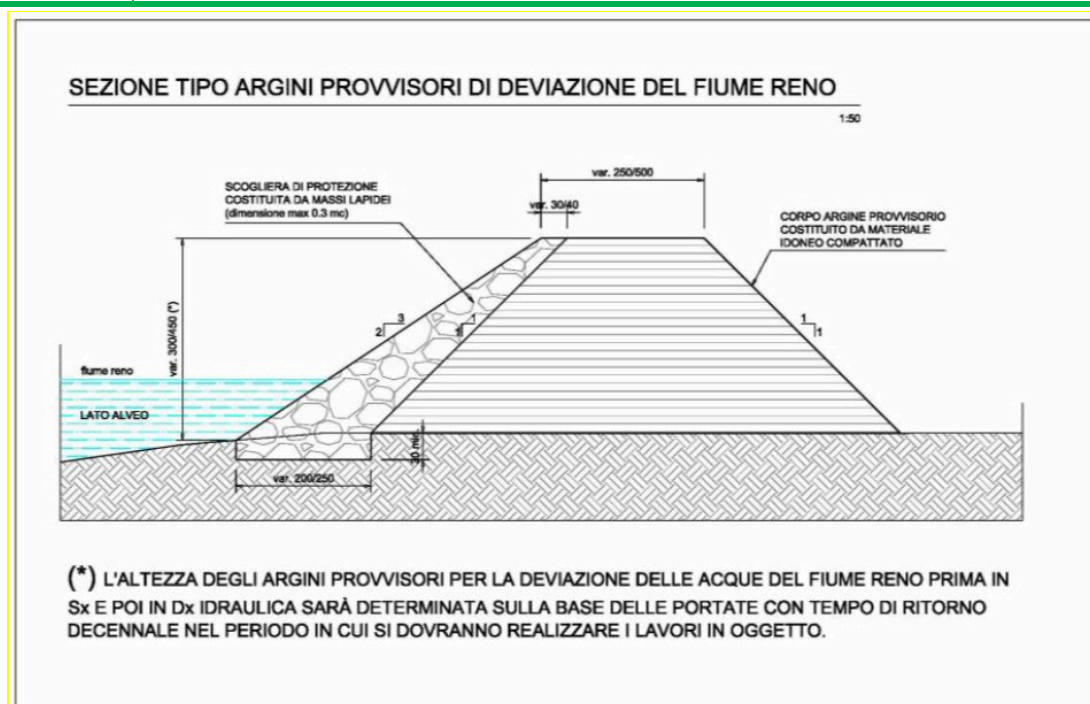 SEZIONE TIPO ARGINI PROVVISORI DI DEVIAZIONE DEL FIUME RENO
1:50
var. 250/500
SCOGLIERA DI PROTEZIONE
COSTITUITA DA MASSI LAPIDEI
(dimensione max 0.3 mc)
var. 30/40
CORPO ARGINE PROVVISORIO
COSTITUITO DA MATERIALE
IDONEO COMPATTATO
var. 300/450 (*)
3
2
1
1
1
1
fiume reno
LATO ALVEO
20 min.
var. 200/250
(*) L'ALTEZZA DEGLI ARGINI PROVVISORI PER LA DEVIAZIONE DELLE ACQUE DEL FIUME RENO PRIMA IN
Sx E POI IN Dx IDRAULICA SARÀ DETERMINATA SULLA BASE DELLE PORTATE CON TEMPO DI RITORNO
DECENNALE NEL PERIODO IN CUI SI DOVRANNO REALIZZARE I LAVORI IN OGGETTO.